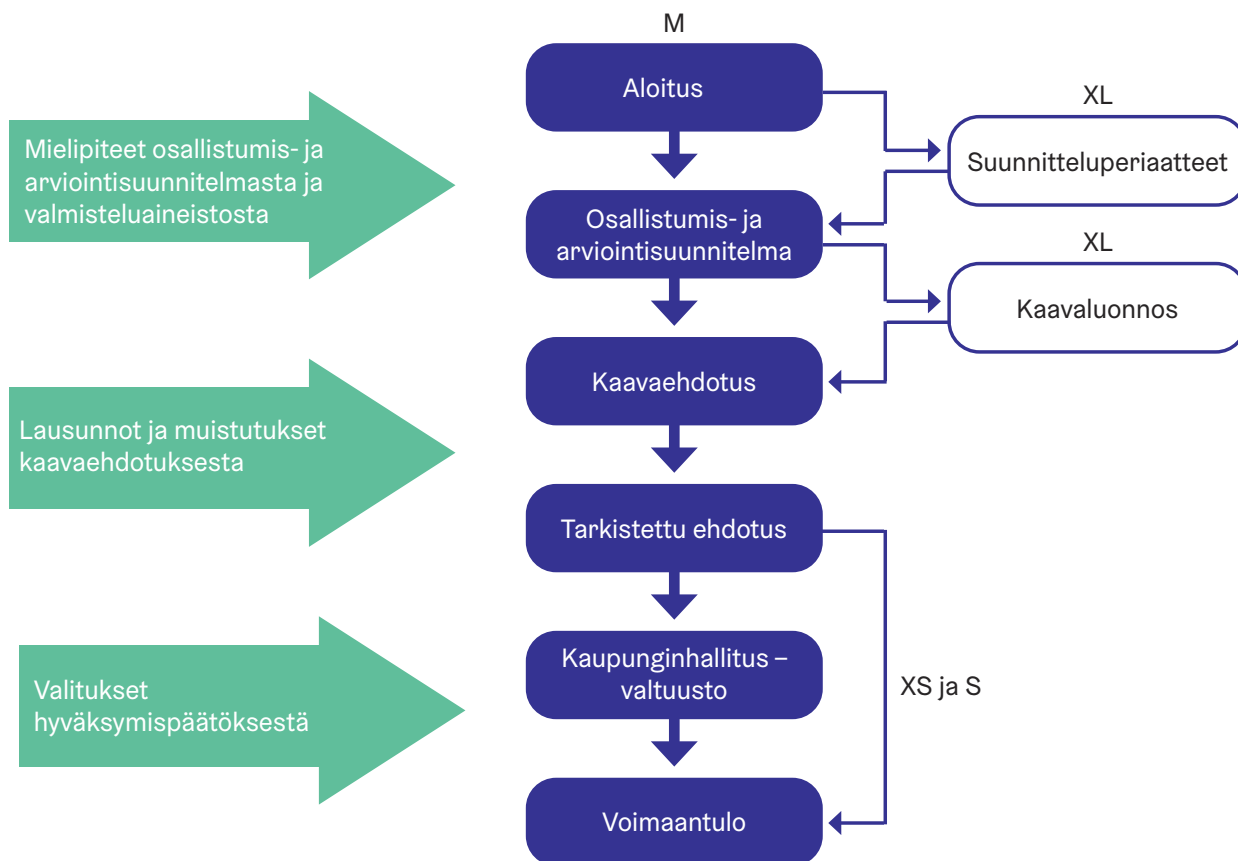 M
Aloitus
XL
Suunnitteluperiaatteet
Mielipiteet osallistumis- ja
arviointisuunnitelmasta ja
valmisteluaineistosta
Osallistumis- ja
arviointisuunnitelma
XL
Kaavaluonnos
Kaavaehdotus
Lausunnot ja muistutukset
kaavaehdotuksesta
Tarkistettu ehdotus
Kaupunginhallitus –
valtuusto
XS ja S
Valitukset
hyväksymispäätöksestä
Voimaantulo